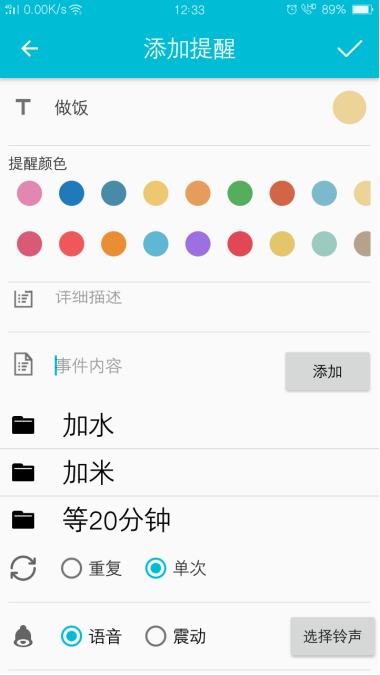 0.00K/s 12:33 89%
添加提醒
T 做饭
提醒颜色
详细描述
事件内容 添加
加水
加米
等20分钟
重复 单次
语音 震动 选择铃声